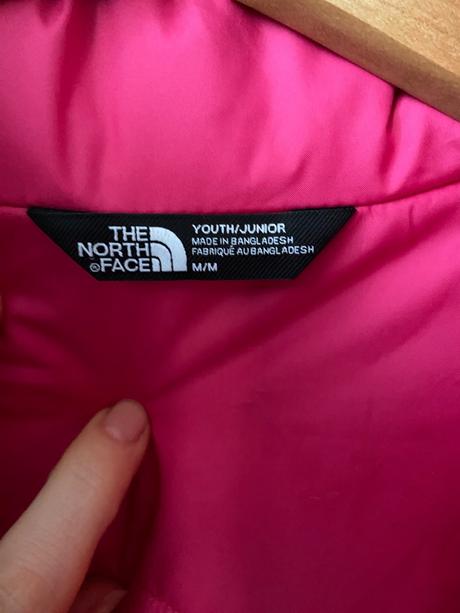 THE
NORTH
®FACE
YOUTH/JUNIOR
MADE IN BANGLADESH
FABRIQUÉ AU BANGLADESH
M/M